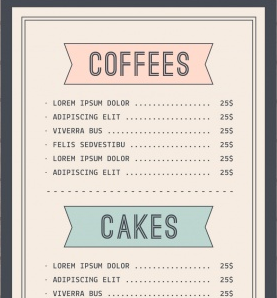 COFFEES
· LOREM IPSUM DOLOR .................. 25$
· ADIPISCING ELIT .................... 25$
· VIVERRA BUS ........................ 25$
· FELIS SEDVESTIBU ................... 25$
· LOREM IPSUM DOLOR .................. 25$
· ADIPISCING ELIT .................... 25$
CAKES
· LOREM IPSUM DOLOR .................. 25$
· ADIPISCING ELIT .................... 25$
· VIVERRA BUS ........................ 25$